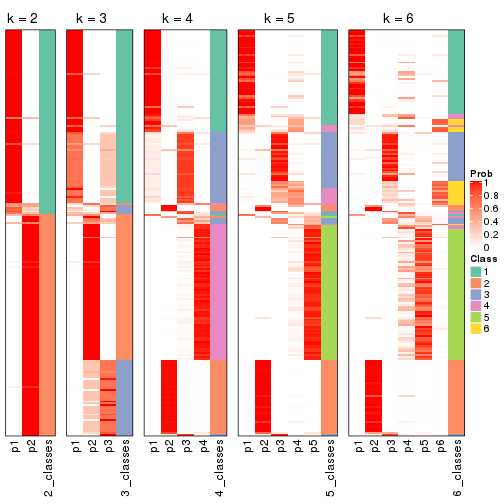 k = 2
k = 3
k = 4
k = 5
k = 6
p1
p2
2_classes
p1
p2
p3
3_classes
p1
p2
p3
p4
4_classes
p1
p2
p3
p4
p5
5_classes
p1
p2
p3
p4
p5
p6
6_classes
Prob
1
0.8
0.6
0.4
0.2
0
Class
1
2
3
4
5
6